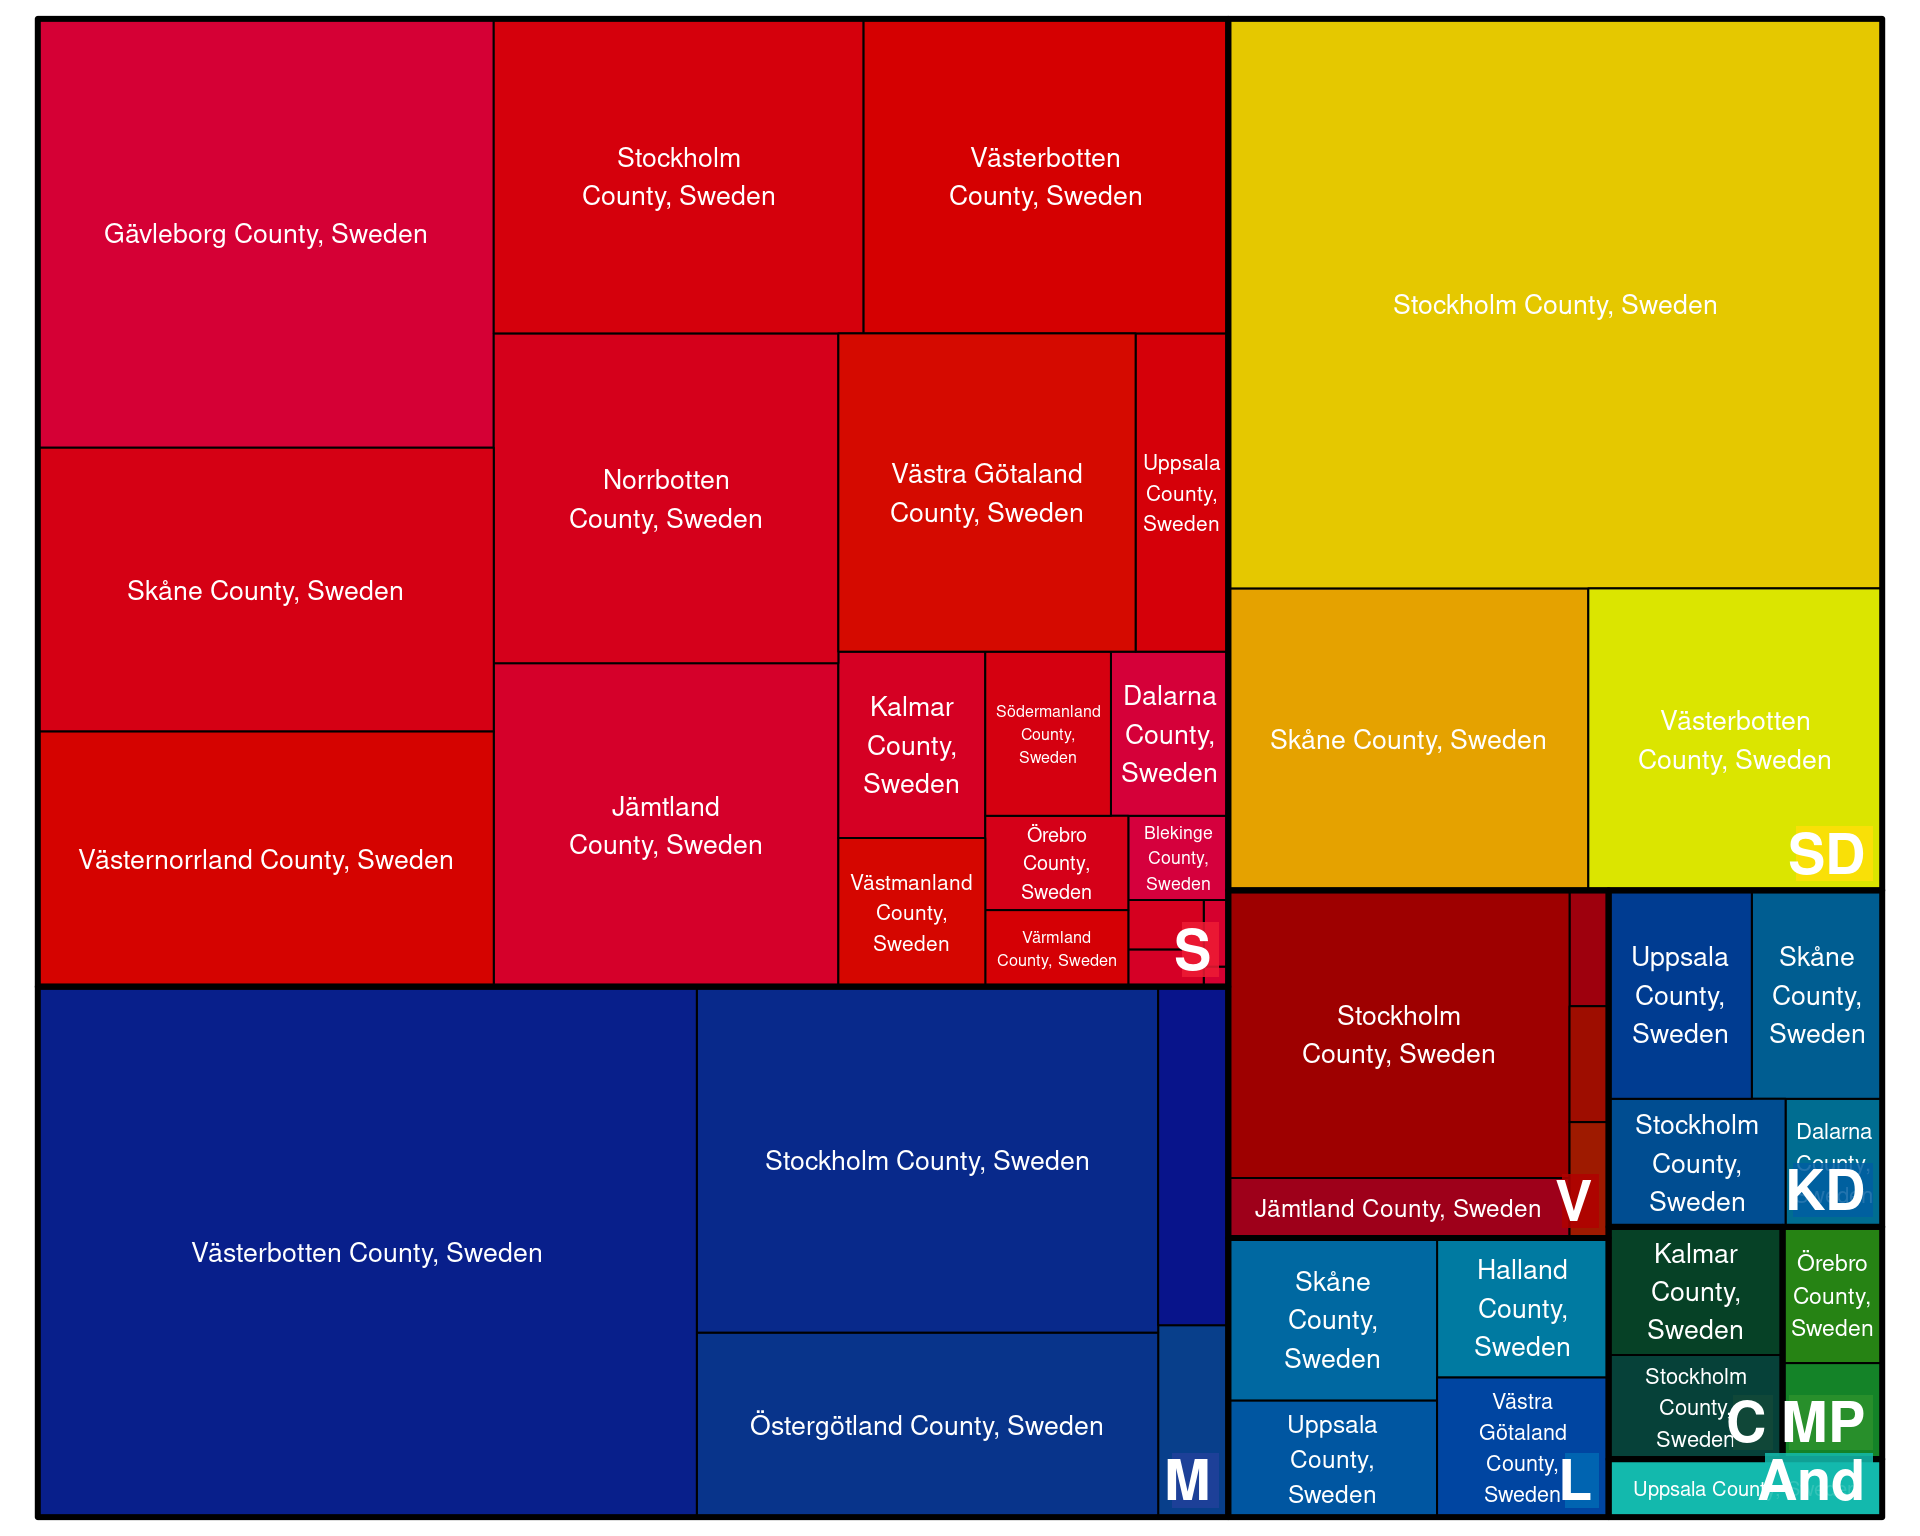 Gävleborg County, Sweden
Skåne County, Sweden
Västernorrland County, Sweden
Stockholm
County, Sweden
Västerbotten
County, Sweden
Norrbotten
County, Sweden
Västra Götaland
County, Sweden
Uppsala
County,
Sweden
Jämtland
County, Sweden
Kalmar
County,
Sweden
Södermanland
County,
Sweden
Dalarna
County,
Sweden
Västmanland
County,
Sweden
Örebro
County,
Sweden
Blekinge
County,
Sweden
Värmland
County, Sweden
S
Västerbotten County, Sweden
Stockholm County, Sweden
Östergötland County, Sweden
M
Stockholm County, Sweden
Skåne County, Sweden
Västerbotten
County, Sweden
SD
Stockholm
County, Sweden
Jämtland County, Sweden
V
Uppsala
County,
Sweden
Skåne
County,
Sweden
Stockholm
County,
Sweden
Dalarna
County,
Sweden
KD
Skåne
County,
Sweden
Halland
County,
Sweden
Uppsala
County,
Sweden
Västra
Götaland
County,
Sweden
L
Kalmar
County,
Sweden
Stockholm
County,
Sweden
C
Örebro
County,
Sweden
MP
Uppsala County,
And